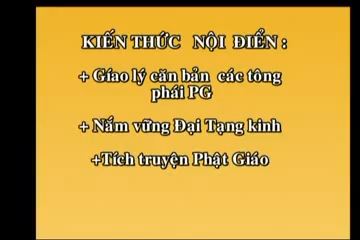 KIẾN THỨC NỘI ĐIỂN :
+ Gíao lý căn bản các tông
phái PG
+ Nắm vững Đại Tạng kinh
+Tích truyện Phật Giáo